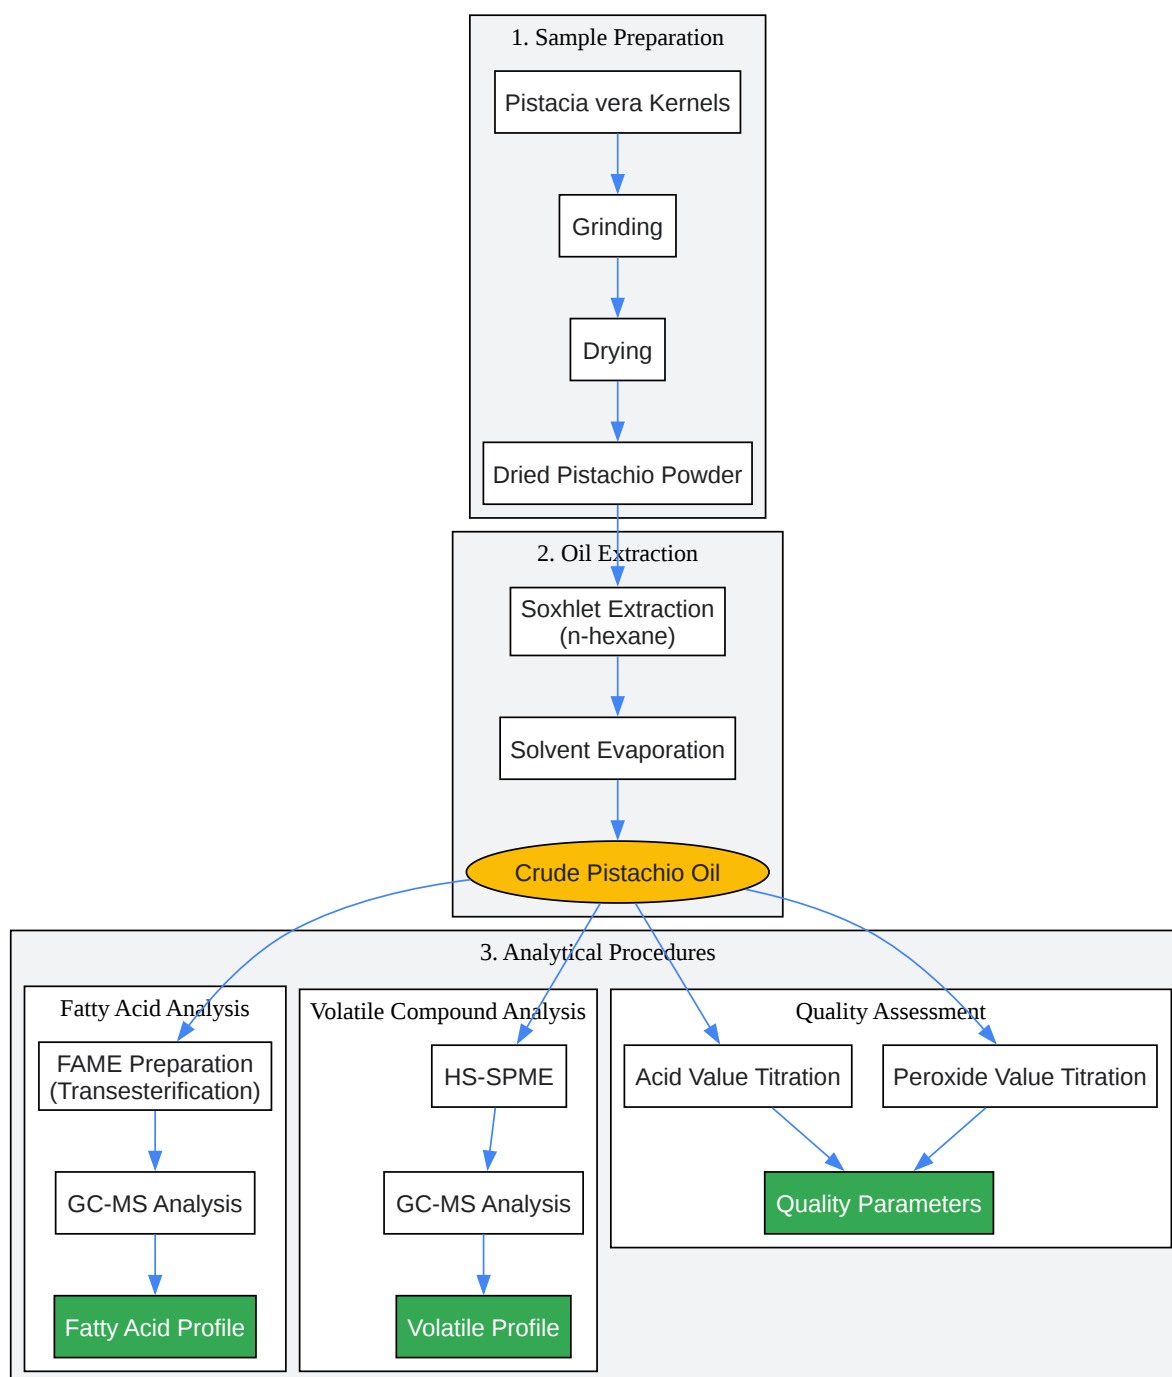 1. Sample Preparation
Pistacia vera Kernels
Grinding
Drying
Dried Pistachio Powder
2. Oil Extraction
Soxhlet Extraction
(n-hexane)
Solvent Evaporation
Crude Pistachio Oil
3. Analytical Procedures
Fatty Acid Analysis
FAME Preparation
(Transesterification)
GC-MS Analysis
Fatty Acid Profile
Volatile Compound Analysis
HS-SPME
GC-MS Analysis
Volatile Profile
Quality Assessment
Acid Value Titration
Peroxide Value Titration
Quality Parameters